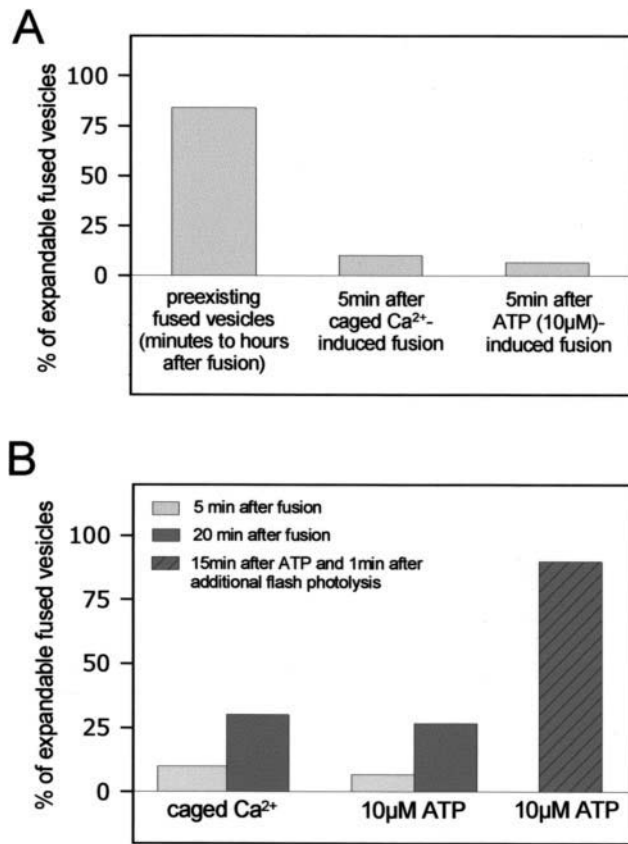 A
% of expandable fused vesicles
100
75
50
25
0
preexisting
fused vesicles
(minutes to hours
after fusion)
5min after
caged Ca²⁺-
induced fusion
5min after
ATP (10µM)-
induced fusion
B
% of expandable fused vesicles
5 min after fusion
20 min after fusion
15min after ATP and 1min after
additional flash photolysis
100
75
50
25
0
caged Ca²⁺
10µM ATP
10µM ATP